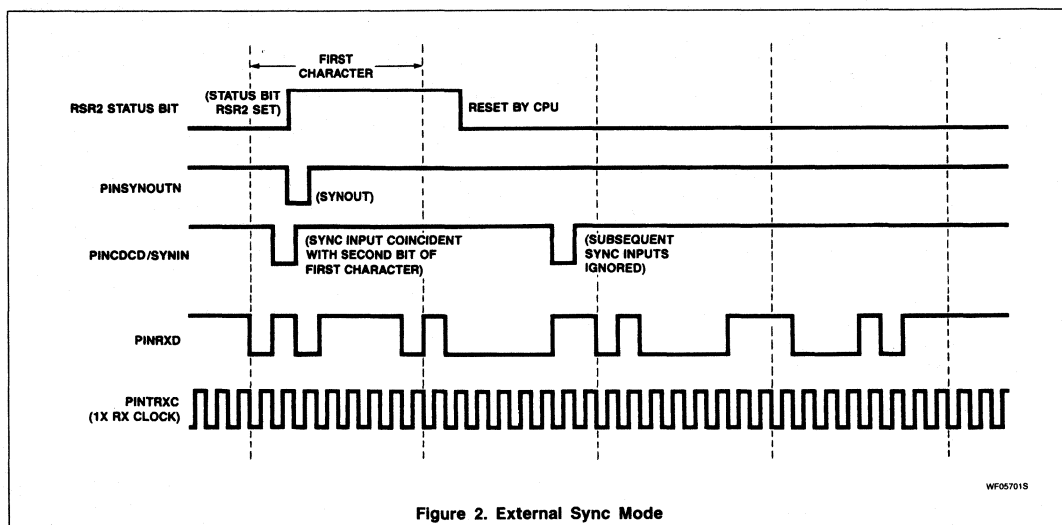 FIRST
CHARACTER
(STATUS BIT
RSR2 SET)
RSR2 STATUS BIT
RESET BY CPU
PINSYNOUTN
(SYNOUT)
PINCDCD/SYNIN
(SYNC INPUT COINCIDENT
WITH SECOND BIT OF
FIRST CHARACTER)
(SUBSEQUENT
SYNC INPUTS
IGNORED)
PINRXD
PINTRXC
(1X RX CLOCK)
WF05701S
Figure 2. External Sync Mode